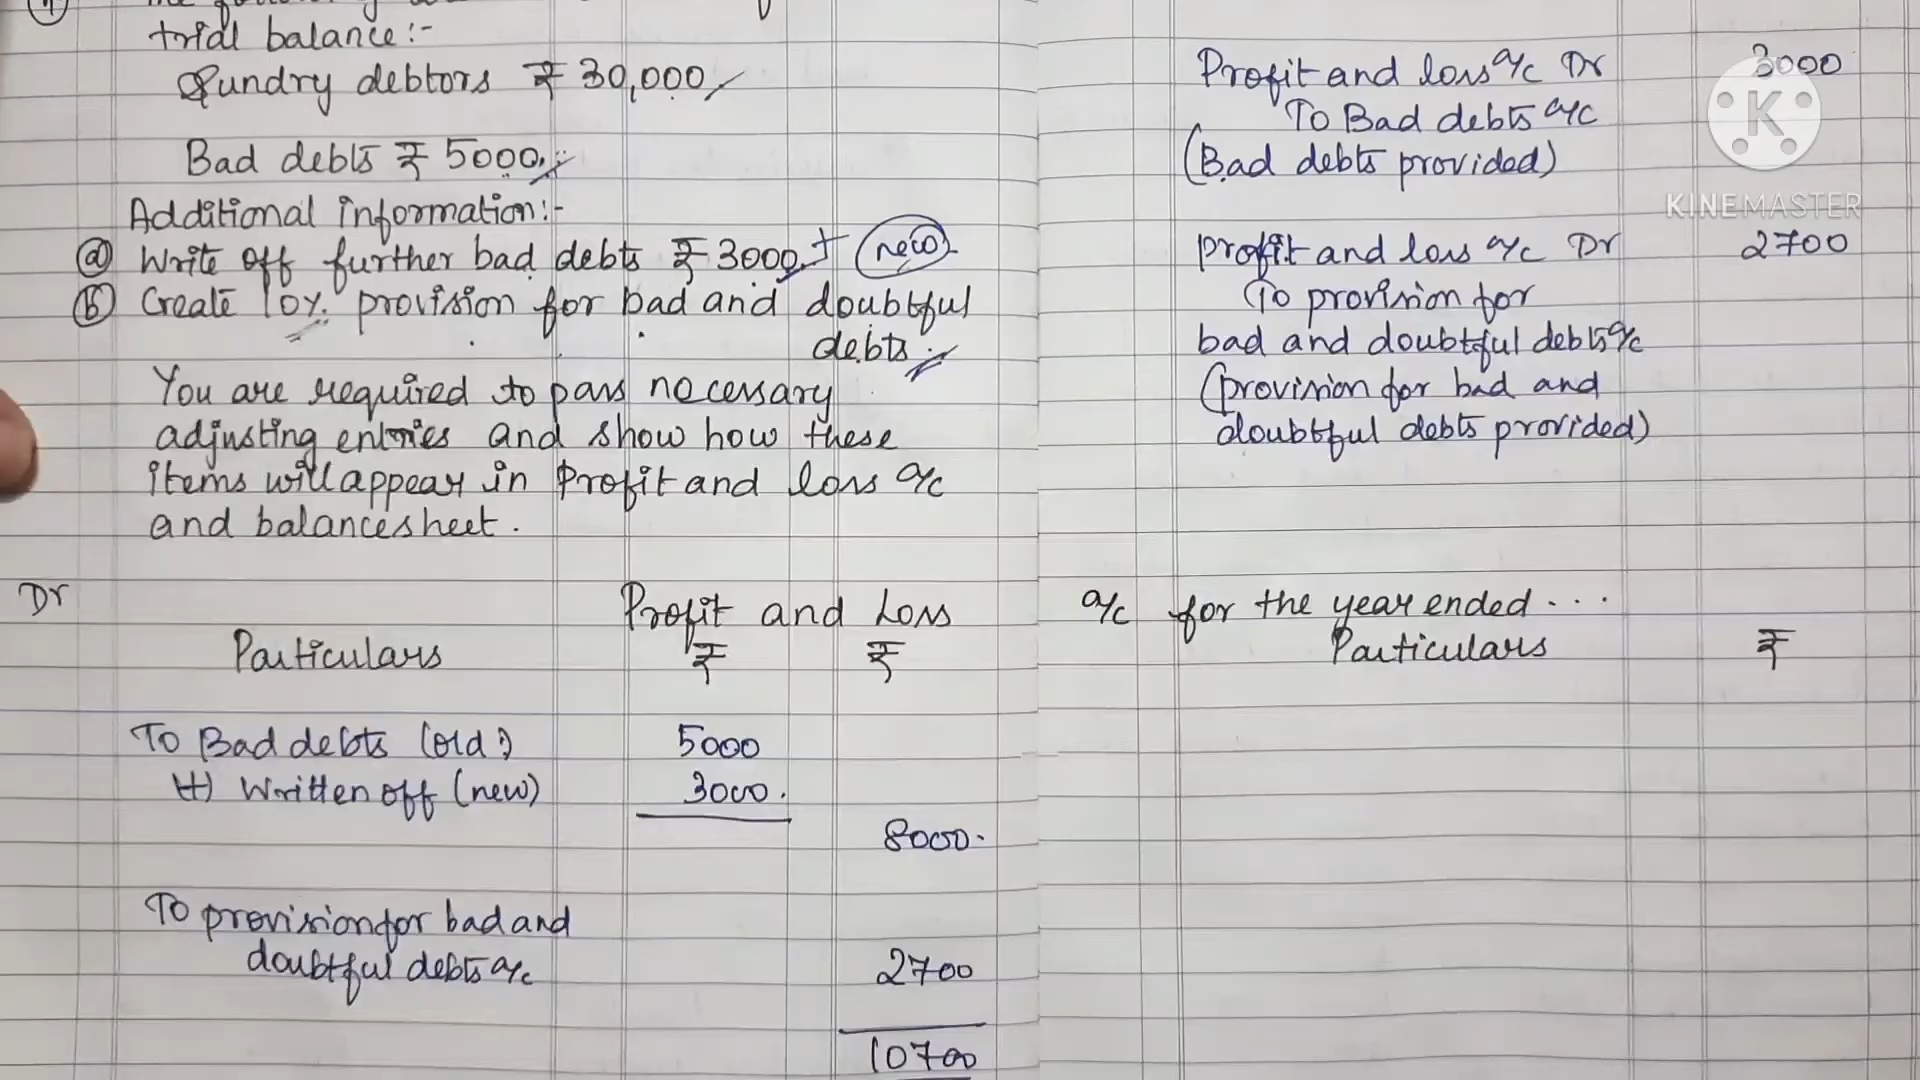 trial balance:-
Sundry debtors ₹ 30,000
Bad debts ₹ 5000
Additional information:-
(a) Write off further bad debts ₹ 3000 + (new)
(b) Create 10% provision for bad and doubtful
debts.
You are required to pass necessary
adjusting entries and show how these
items will appear in Profit and loss a/c
and balancesheet.
Profit and loss a/c Dr 3000
To Bad debts a/c
(Bad debts provided)
KINEMASTER
Profit and loss a/c Dr 2700
To provision for
bad and doubtful debts a/c
(provision for bad and
doubtful debts provided)
Dr Profit and Loss a/c for the year ended ...
Particulars ₹ ₹ Particulars ₹
To Bad debts (old) 5000
(+) Written off (new) 3000.
8000.
To provision for bad and
doubtful debts a/c 2700
10700